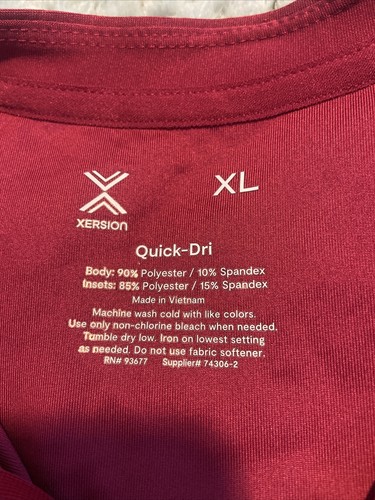 XERSION
XL
Quick-Dri
Body: 90% Polyester / 10% Spandex
Insets: 85% Polyester / 15% Spandex
Made in Vietnam
Machine wash cold with like colors.
Use only non-chlorine bleach when needed.
Tumble dry low. Iron on lowest setting
as needed. Do not use fabric softener.
RN# 93677 Supplier# 74306-2